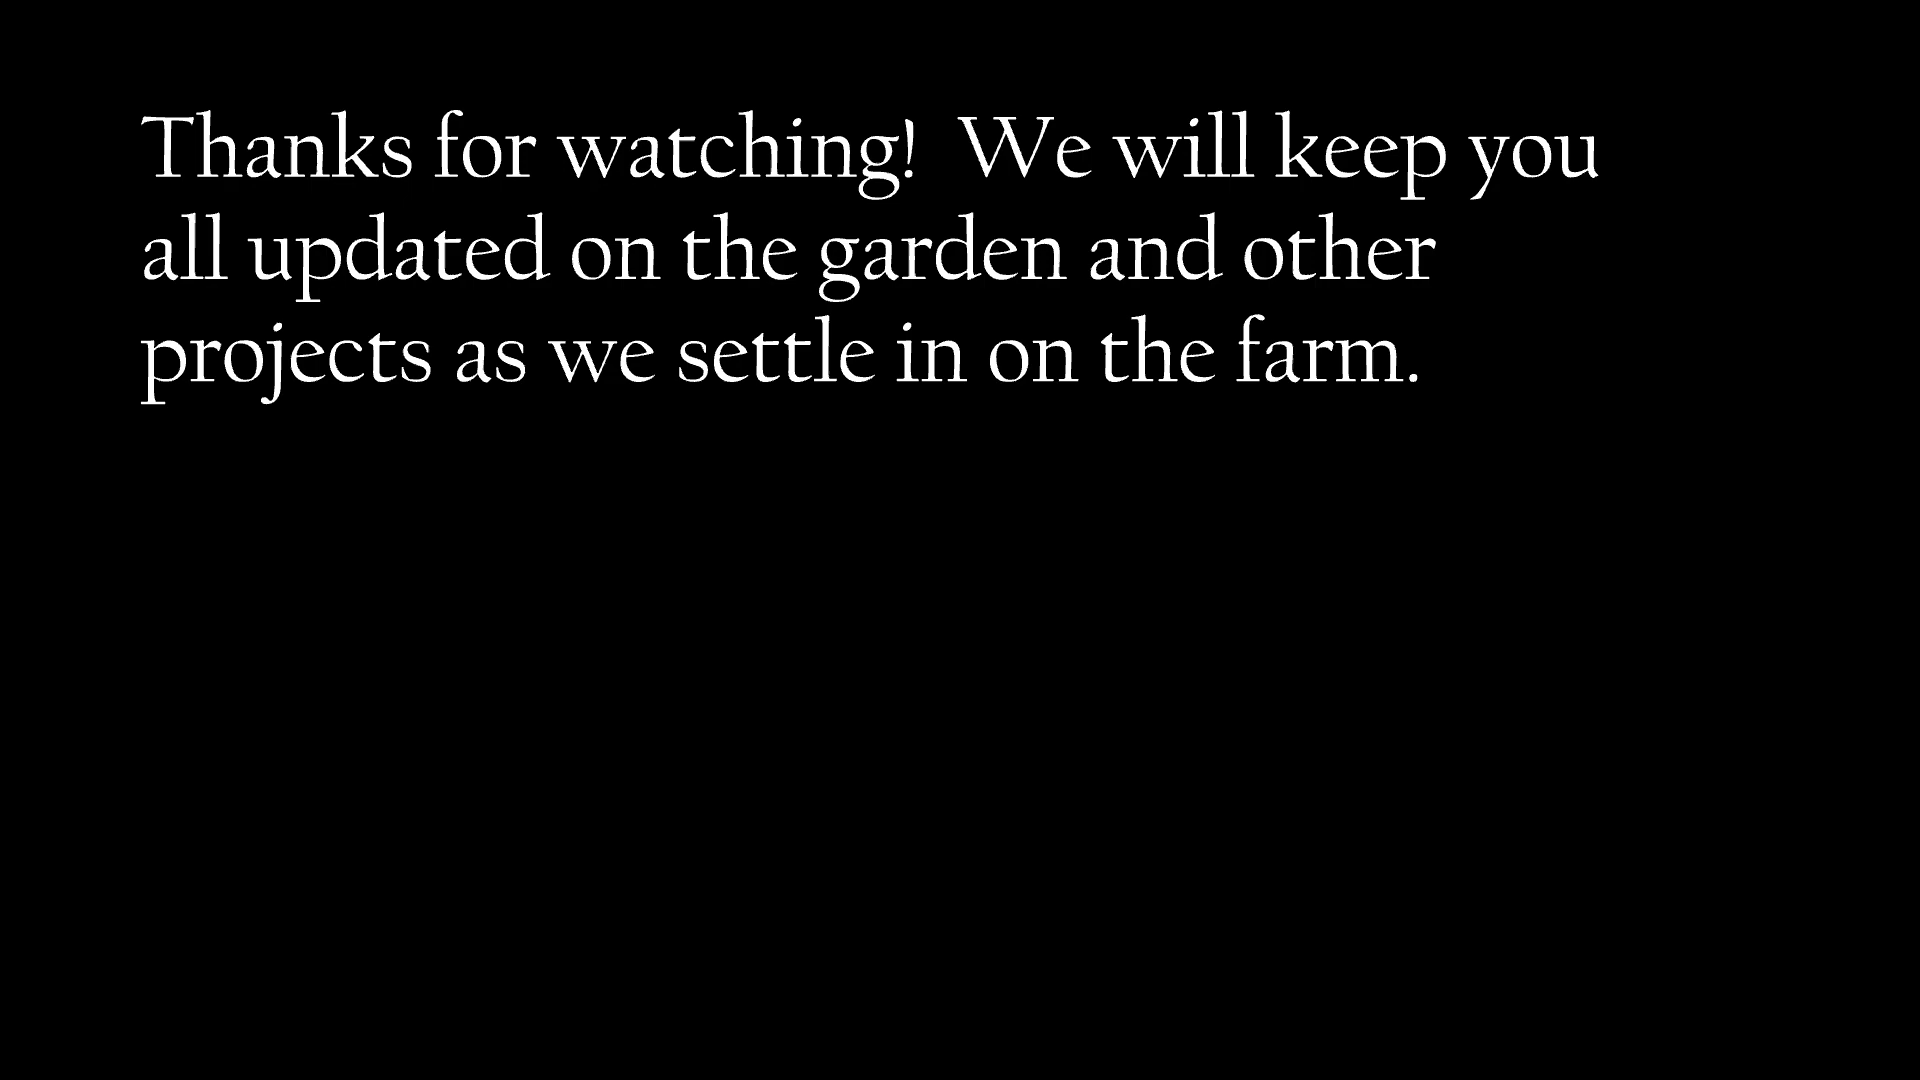 Thanks for watching!  We will keep you
all updated on the garden and other
projects as we settle in on the farm.